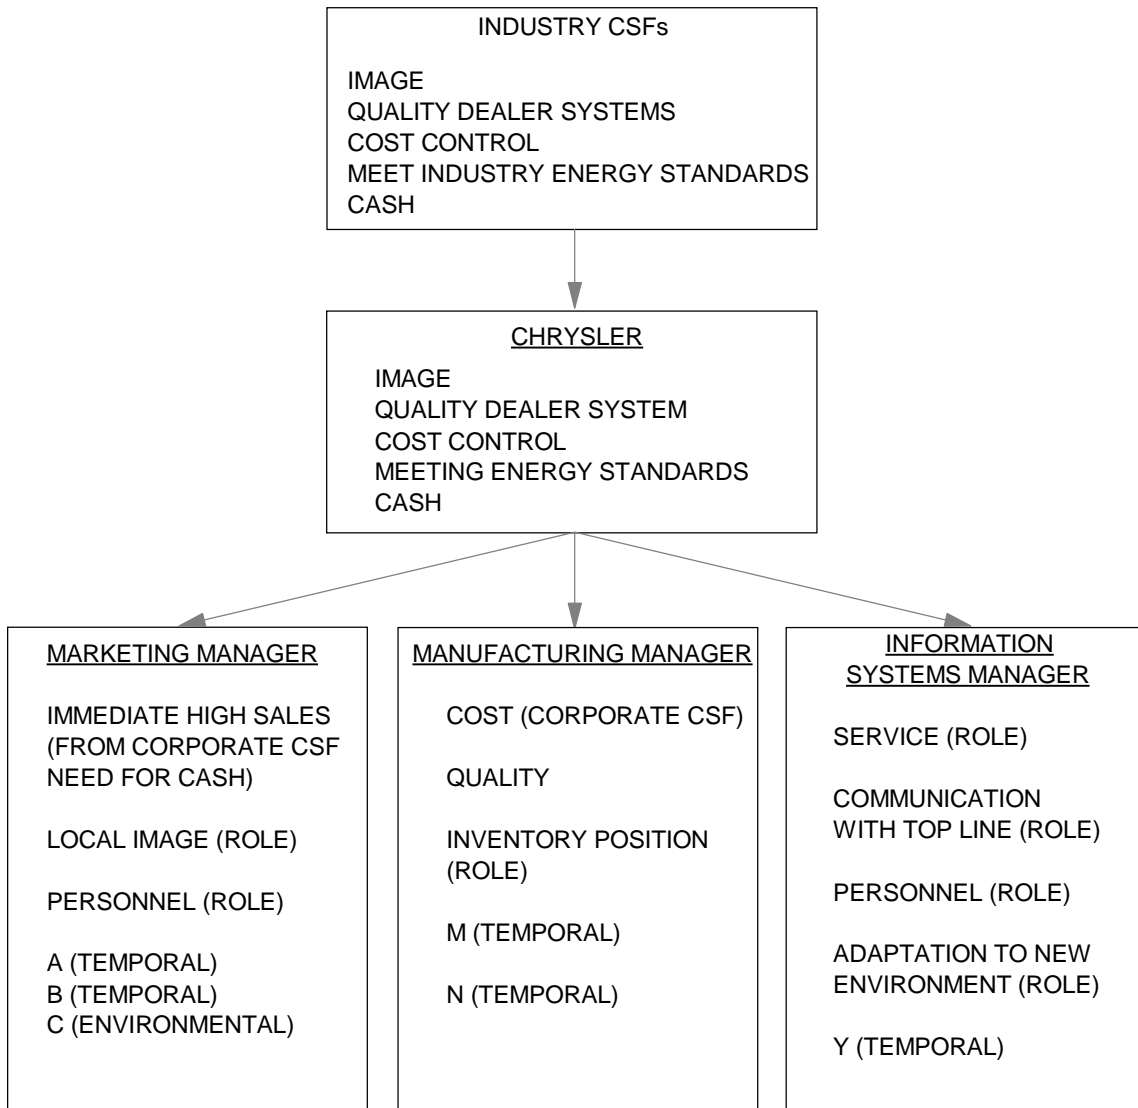 INDUSTRY CSFs
IMAGE
QUALITY DEALER SYSTEMS
COST CONTROL
MEET INDUSTRY ENERGY STANDARDS
CASH
CHRYSLER
IMAGE
QUALITY DEALER SYSTEM
COST CONTROL
MEETING ENERGY STANDARDS
CASH
MARKETING MANAGER
IMMEDIATE HIGH SALES
(FROM CORPORATE CSF
NEED FOR CASH)
LOCAL IMAGE (ROLE)
PERSONNEL (ROLE)
A (TEMPORAL)
B (TEMPORAL)
C (ENVIRONMENTAL)
MANUFACTURING MANAGER
COST (CORPORATE CSF)
QUALITY
INVENTORY POSITION
(ROLE)
M (TEMPORAL)
N (TEMPORAL)
INFORMATION
SYSTEMS MANAGER
SERVICE (ROLE)
COMMUNICATION
WITH TOP LINE (ROLE)
PERSONNEL (ROLE)
ADAPTATION TO NEW
ENVIRONMENT (ROLE)
Y (TEMPORAL)